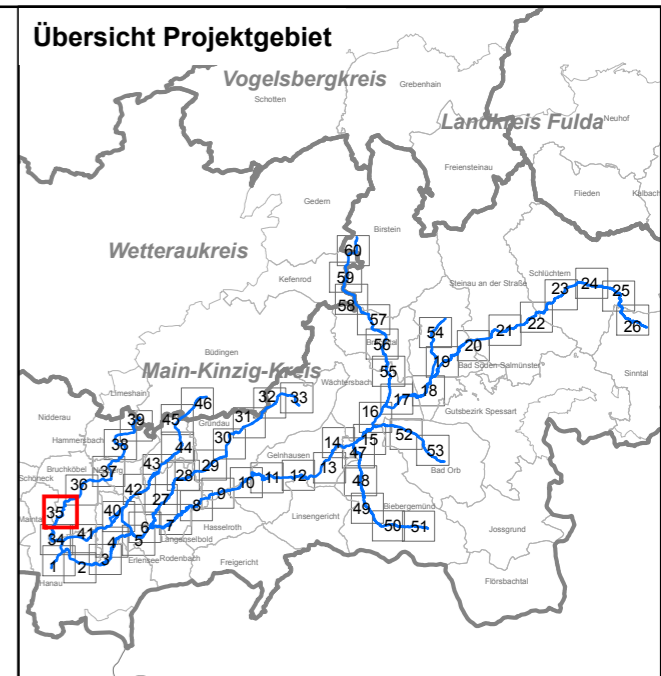 Übersicht Projektgebiet
Vogelsbergkreis
Grebenhain
Schotten
Landkreis Fulda
Neuhof
Freiensteinau
Flieden
Kalbach
Gedern
Birstein
Wetteraukreis
60
Schlüchtern
Kefenrod
59
Steinau an der Straße
24
23
25
58
57
54
22
26
21
Büdingen
56
20
Main-Kinzig-Kreis
19
Bad Soden-Salmünster
Sinntal
55
Limeshain
32
33
Wächtersbach
46
18
17
Nidderau
39
45
31
16
Gutsbezirk Spessart
Gründau
Hammersbach
38
30
15
52
44
14
Gelnhausen
47
53
Bruchköbel
43
29
13
Bad Orb
Schöneck
37
36
28
10
11
12
48
42
9
27
8
Linsengericht
49
Biebergemünd
35
40
Hasselroth
6
7
50
51
Jossgrund
41
34
4
5
Langenselbold
Erlensee
Rodenbach
Freigericht
1
2
3
Hanau
Flörsbachtal